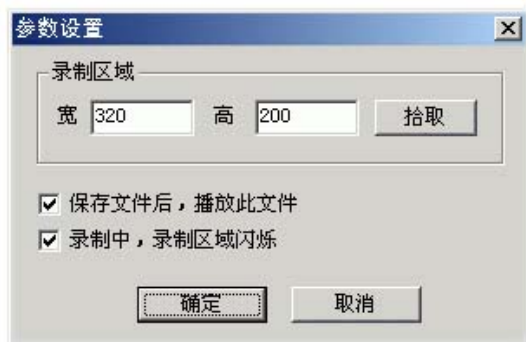 参数设置
录制区域
宽 320 高 200 拾取
保存文件后，播放此文件
录制中，录制区域闪烁
确定 取消